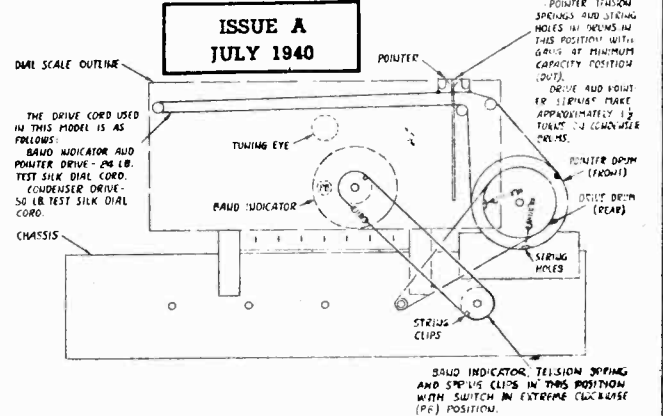 ISSUE A
JULY 1940
POINTER TENSION
SPRINGS AND STRING
HOLES IN DRUMS IN
THIS POSITION WITH
GANG AT MINIMUM
CAPACITY POSITION
(OUT).
DRIVE AND POINT-
ER STRINGS MAKE
APPROXIMATELY 1½
TURNS ON CONDENSER
DRUMS.
DIAL SCALE OUTLINE
POINTER
THE DRIVE CORD USED
IN THIS MODEL IS AS
FOLLOWS:
BAND INDICATOR AND
POINTER DRIVE - 24 LB.
TEST SILK DIAL CORD.
CONDENSER DRIVE-
50 LB. TEST SILK DIAL
CORD.
TUNING EYE
PB
BAND INDICATOR
POINTER DRUM
(FRONT)
DRIVE DRUM
(REAR)
CHASSIS
STRING
HOLES
STRING
CLIPS
BAND INDICATOR, TENSION SPRING
AND STRING CLIPS IN THIS POSITION
WITH SWITCH IN EXTREME CLOCKWISE
(PB) POSITION.